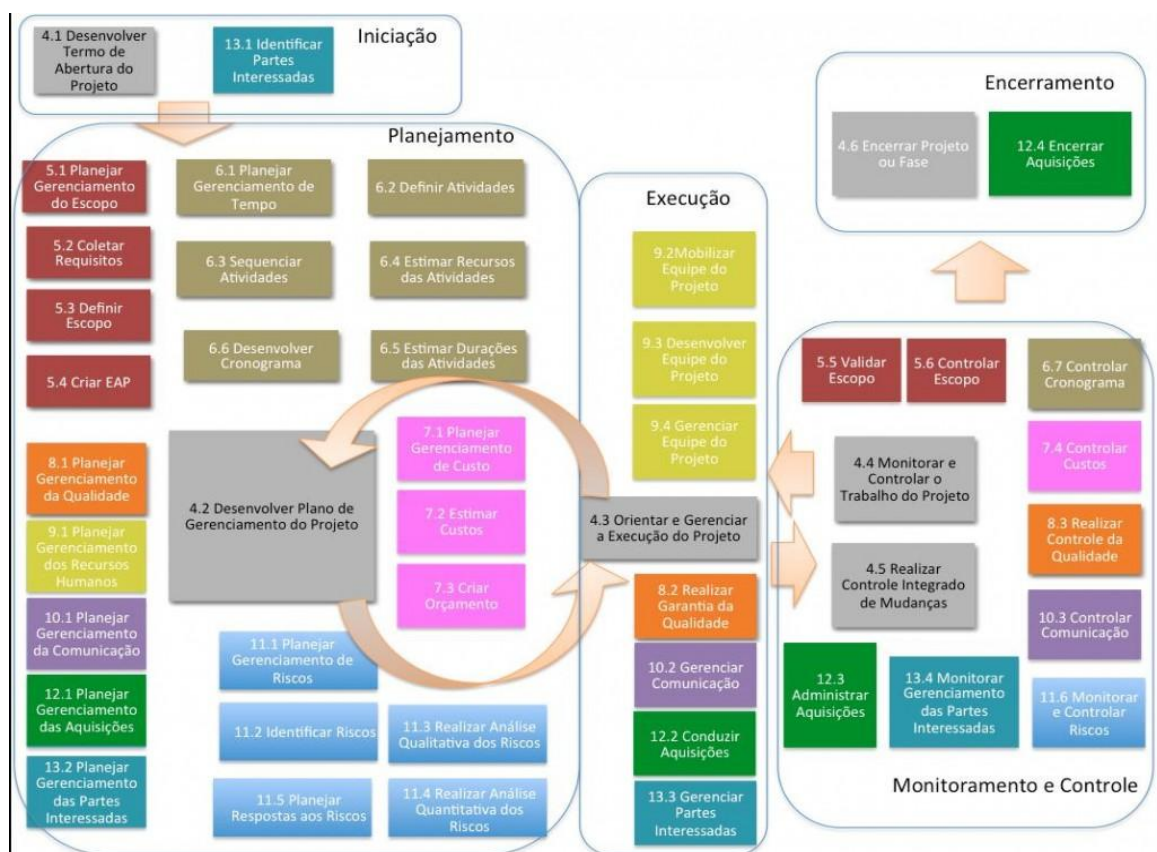 Iniciação
4.1 Desenvolver
Termo de
Abertura do
Projeto
13.1 Identificar
Partes
Interessadas
Planejamento
5.1 Planejar
Gerenciamento
do Escopo
6.1 Planejar
Gerenciamento de
Tempo
6.2 Definir Atividades
5.2 Coletar
Requisitos
6.3 Sequenciar
Atividades
6.4 Estimar Recursos
das Atividades
5.3 Definir
Escopo
6.6 Desenvolver
Cronograma
6.5 Estimar Durações
das Atividades
5.4 Criar EAP
7.1 Planejar
Gerenciamento
de Custo
8.1 Planejar
Gerenciamento
da Qualidade
4.2 Desenvolver Plano de
Gerenciamento do Projeto
7.2 Estimar
Custos
9.1 Planejar
Gerenciamento
dos Recursos
Humanos
7.3 Criar
Orçamento
10.1 Planejar
Gerenciamento
da Comunicação
11.1 Planejar
Gerenciamento de
Riscos
12.1 Planejar
Gerenciamento
das Aquisições
11.2 Identificar Riscos
11.3 Realizar Análise
Qualitativa dos Riscos
13.2 Planejar
Gerenciamento
das Partes
Interessadas
11.5 Planejar
Respostas aos Riscos
11.4 Realizar Análise
Quantitativa dos
Riscos
Execução
9.2Mobilizar
Equipe do
Projeto
9.3 Desenvolver
Equipe do
Projeto
9.4 Gerenciar
Equipe do
Projeto
4.3 Orientar e Gerenciar
a Execução do Projeto
8.2 Realizar
Garantia da
Qualidade
10.2 Gerenciar
Comunicação
12.2 Conduzir
Aquisições
13.3 Gerenciar
Partes
Interessadas
Encerramento
4.6 Encerrar Projeto
ou Fase
12.4 Encerrar
Aquisições
5.5 Validar
Escopo
5.6 Controlar
Escopo
6.7 Controlar
Cronograma
4.4 Monitorar e
Controlar o
Trabalho do Projeto
7.4 Controlar
Custos
4.5 Realizar
Controle Integrado
de Mudanças
8.3 Realizar
Controle da
Qualidade
10.3 Controlar
Comunicação
12.3
Administrar
Aquisições
13.4 Monitorar
Gerenciamento
das Partes
Interessadas
11.6 Monitorar
e Controlar
Riscos
Monitoramento e Controle